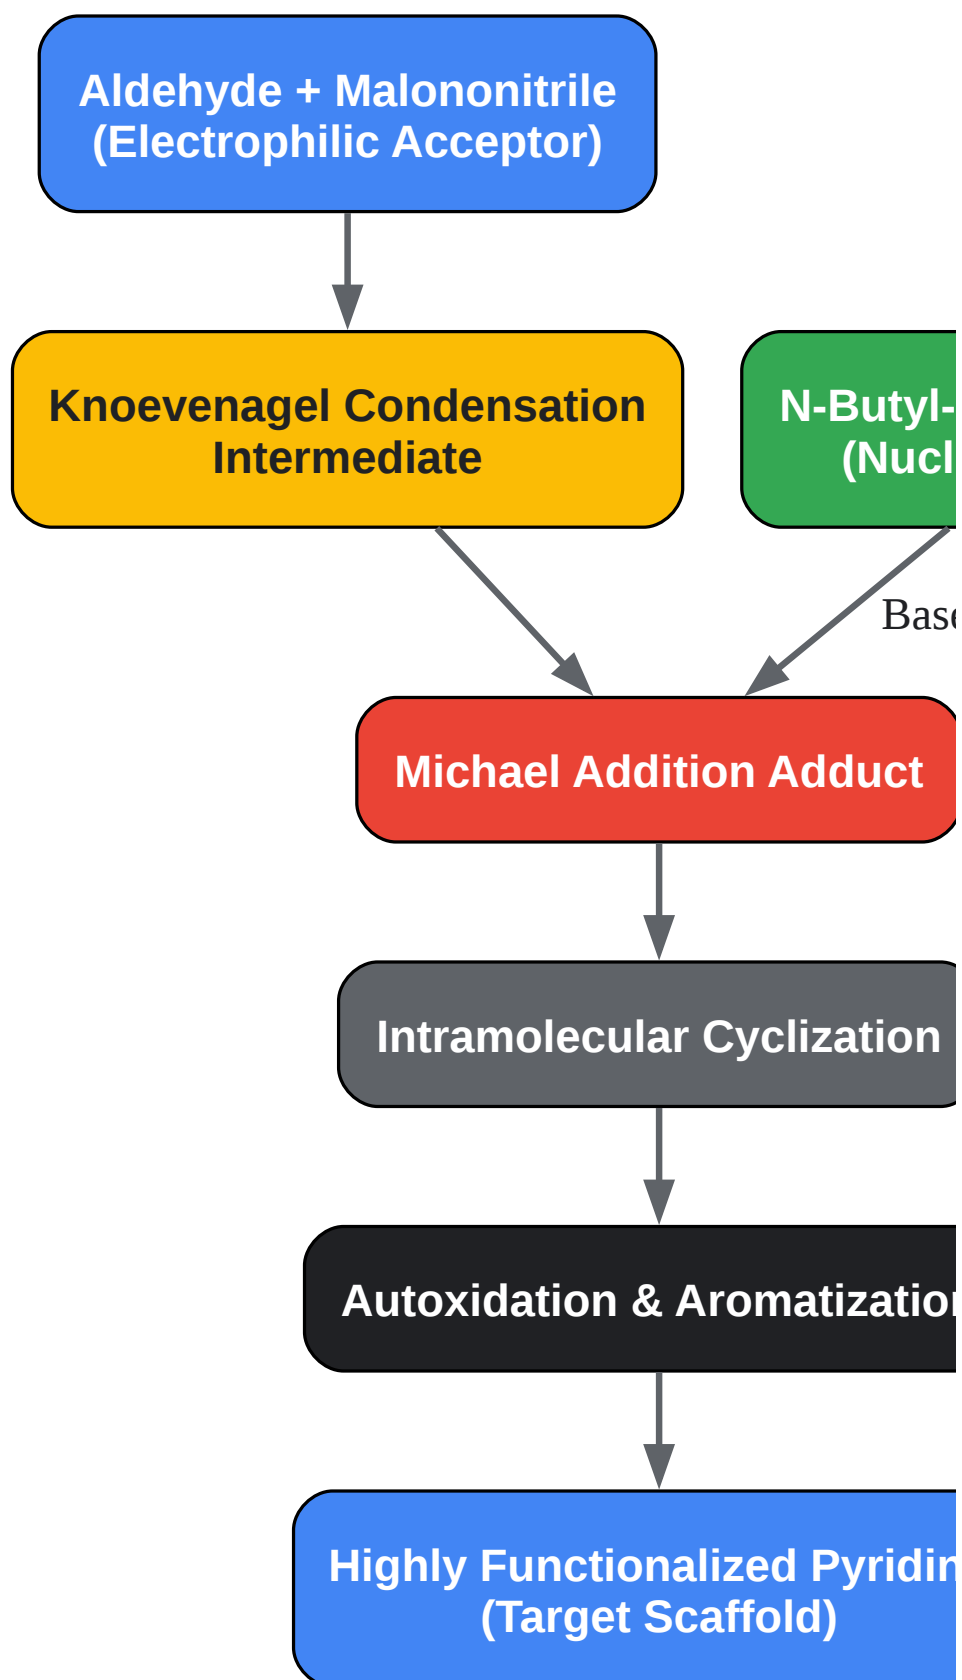 Aldehyde + Malononitrile
(Electrophilic Acceptor)
Knoevenagel Condensation
Intermediate
N-Butyl-
(Nucl
Base
Michael Addition Adduct
Intramolecular Cyclization
Autoxidation & Aromatization
Highly Functionalized Pyridin
(Target Scaffold)